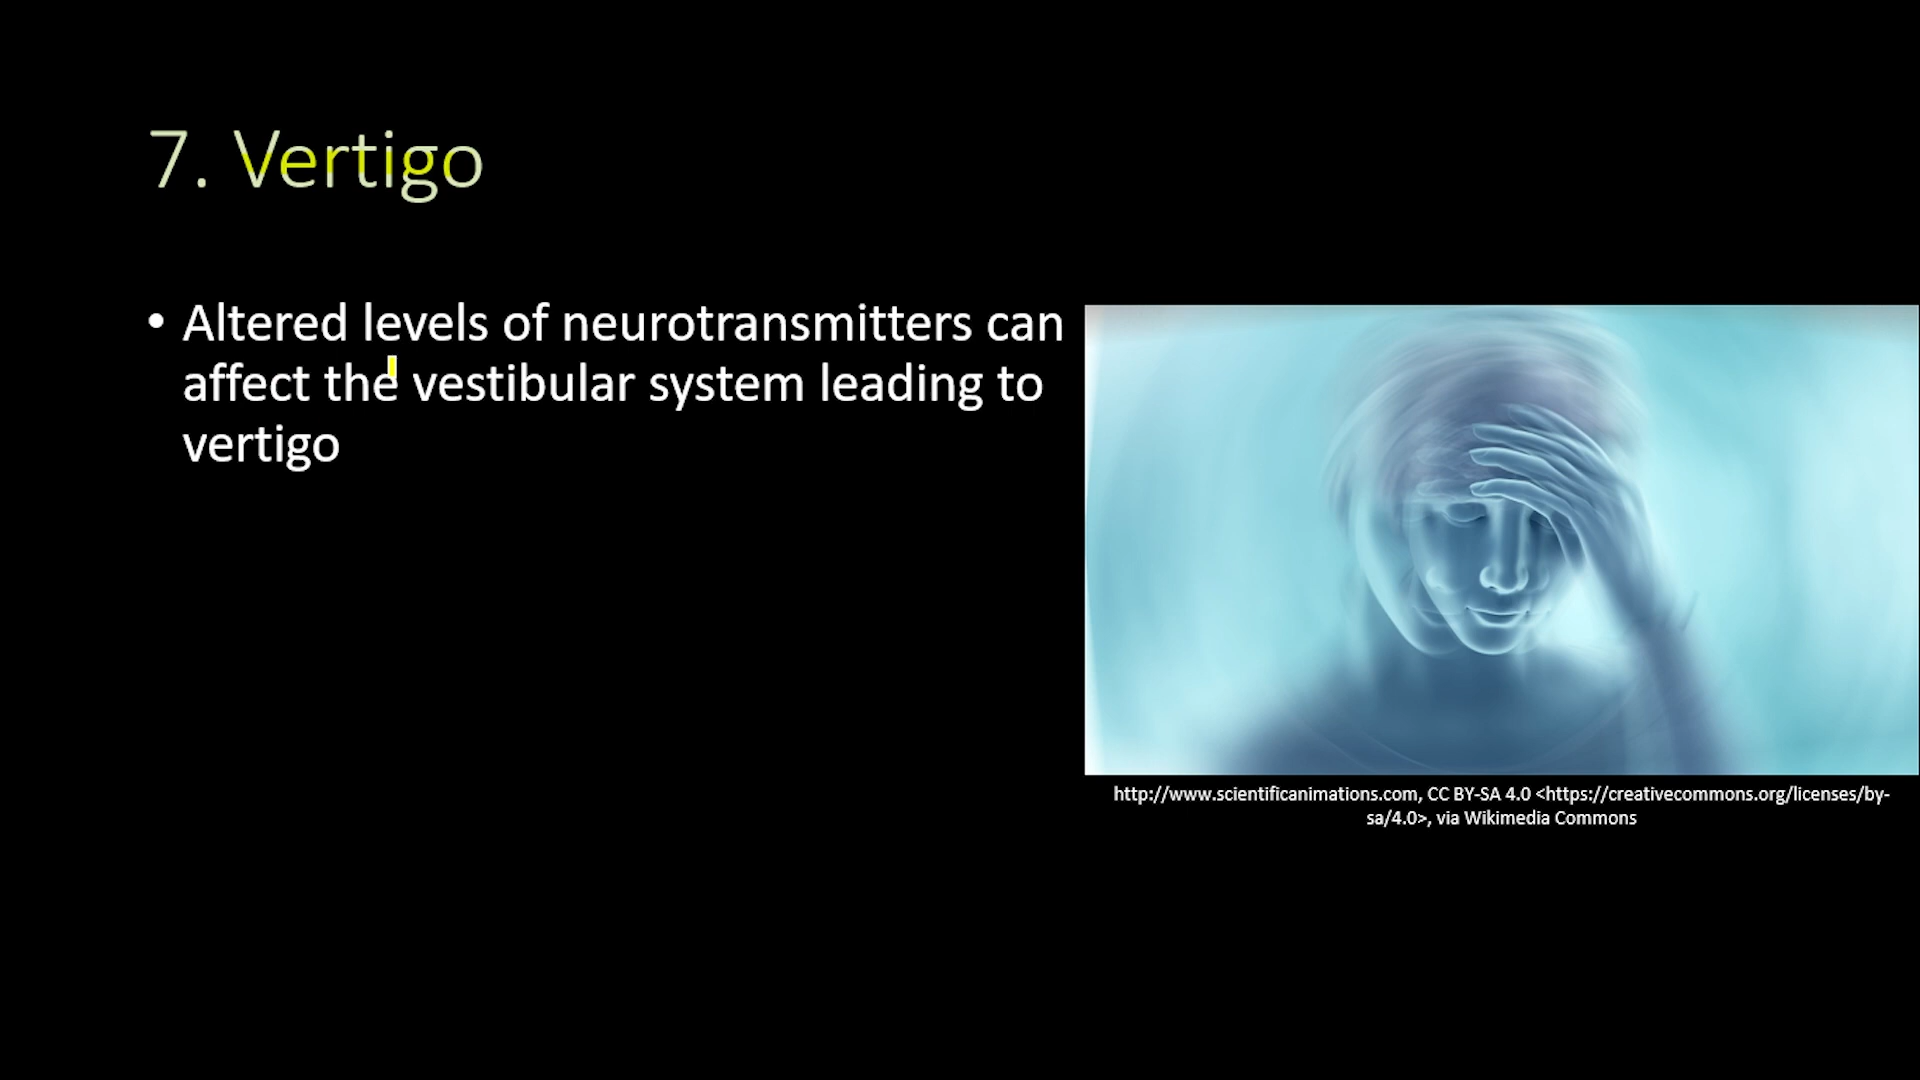 7. Vertigo
• Altered levels of neurotransmitters can
affect the vestibular system leading to
vertigo
http://www.scientificanimations.com, CC BY-SA 4.0 <https://creativecommons.org/licenses/by-
sa/4.0>, via Wikimedia Commons